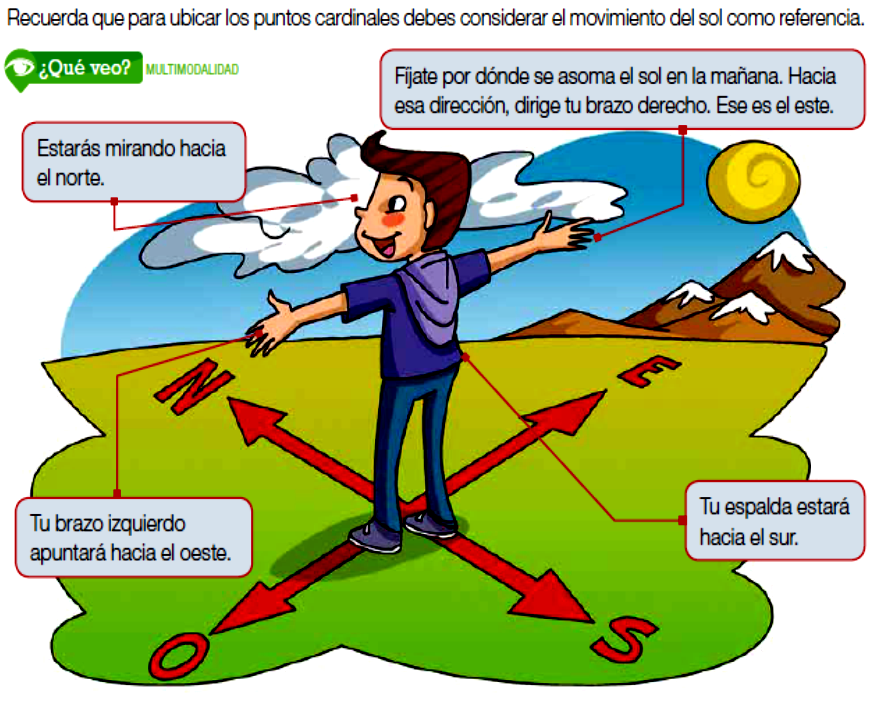 Recuerda que para ubicar los puntos cardinales debes considerar el movimiento del sol como referencia.
¿Qué veo? MULTIMODALIDAD
Fíjate por dónde se asoma el sol en la mañana. Hacia
esa dirección, dirige tu brazo derecho. Ese es el este.
Estarás mirando hacia
el norte.
N
E
Tu brazo izquierdo
apuntará hacia el oeste.
Tu espalda estará
hacia el sur.
O
S